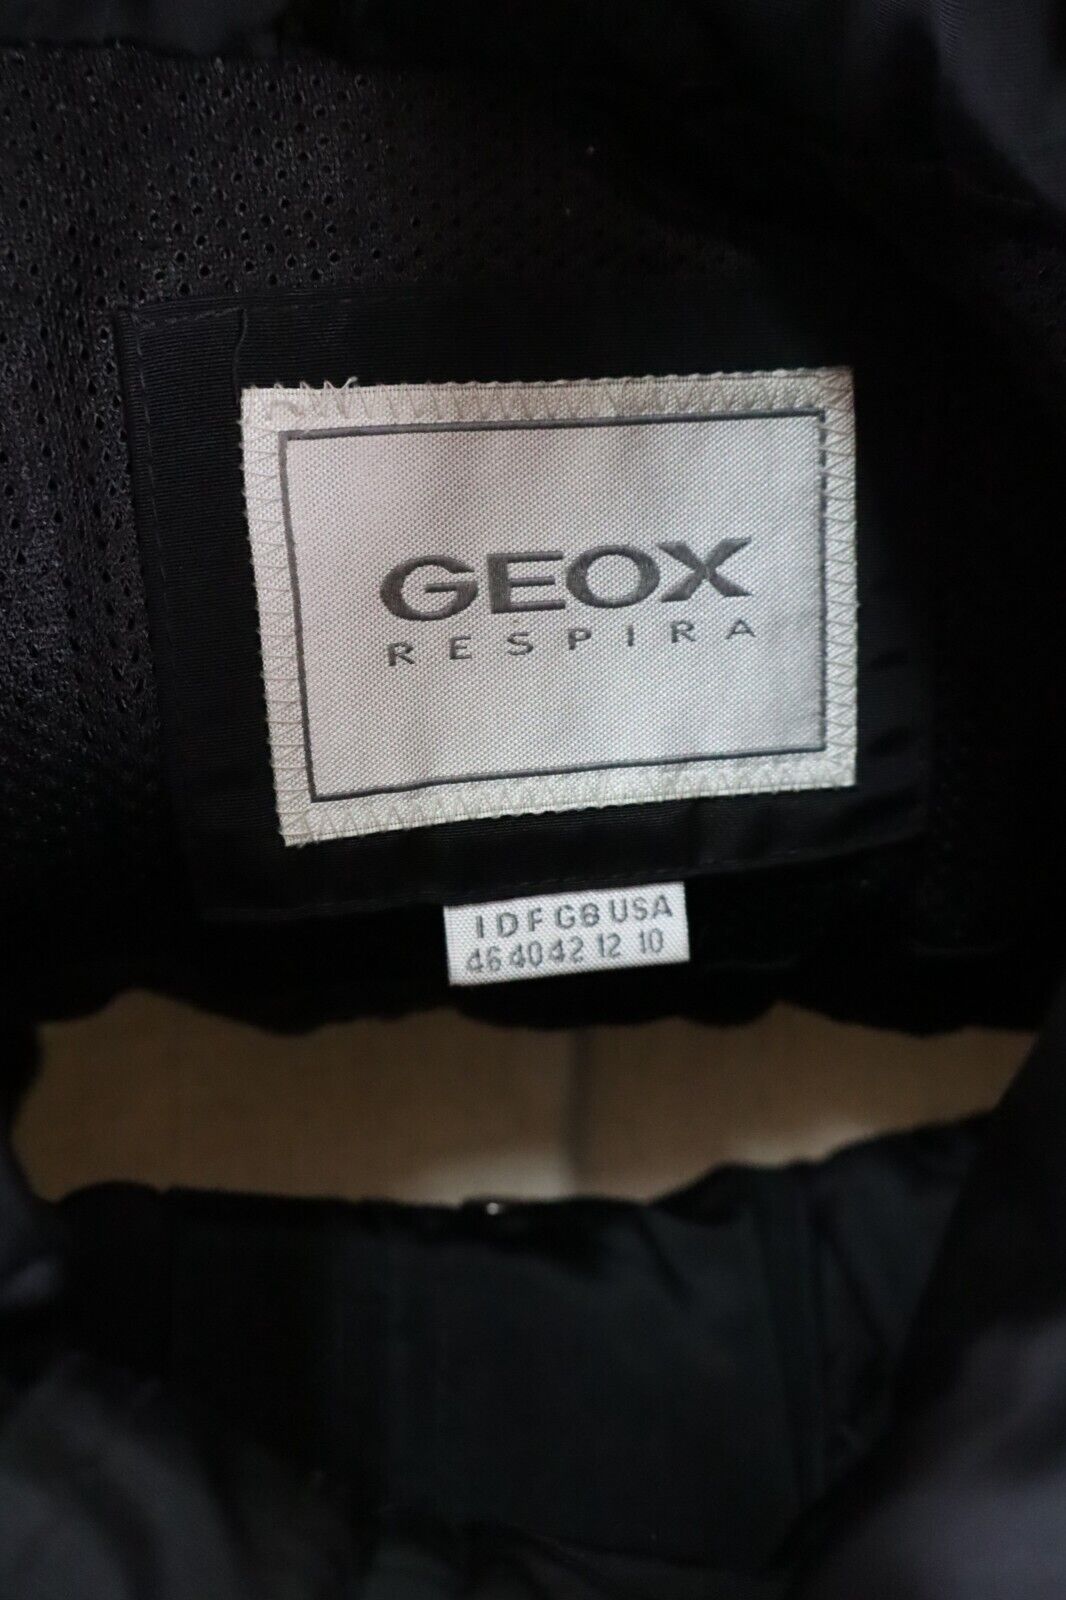 GEOX
RESPIRA
I D F GB USA
46 40 42 12 10